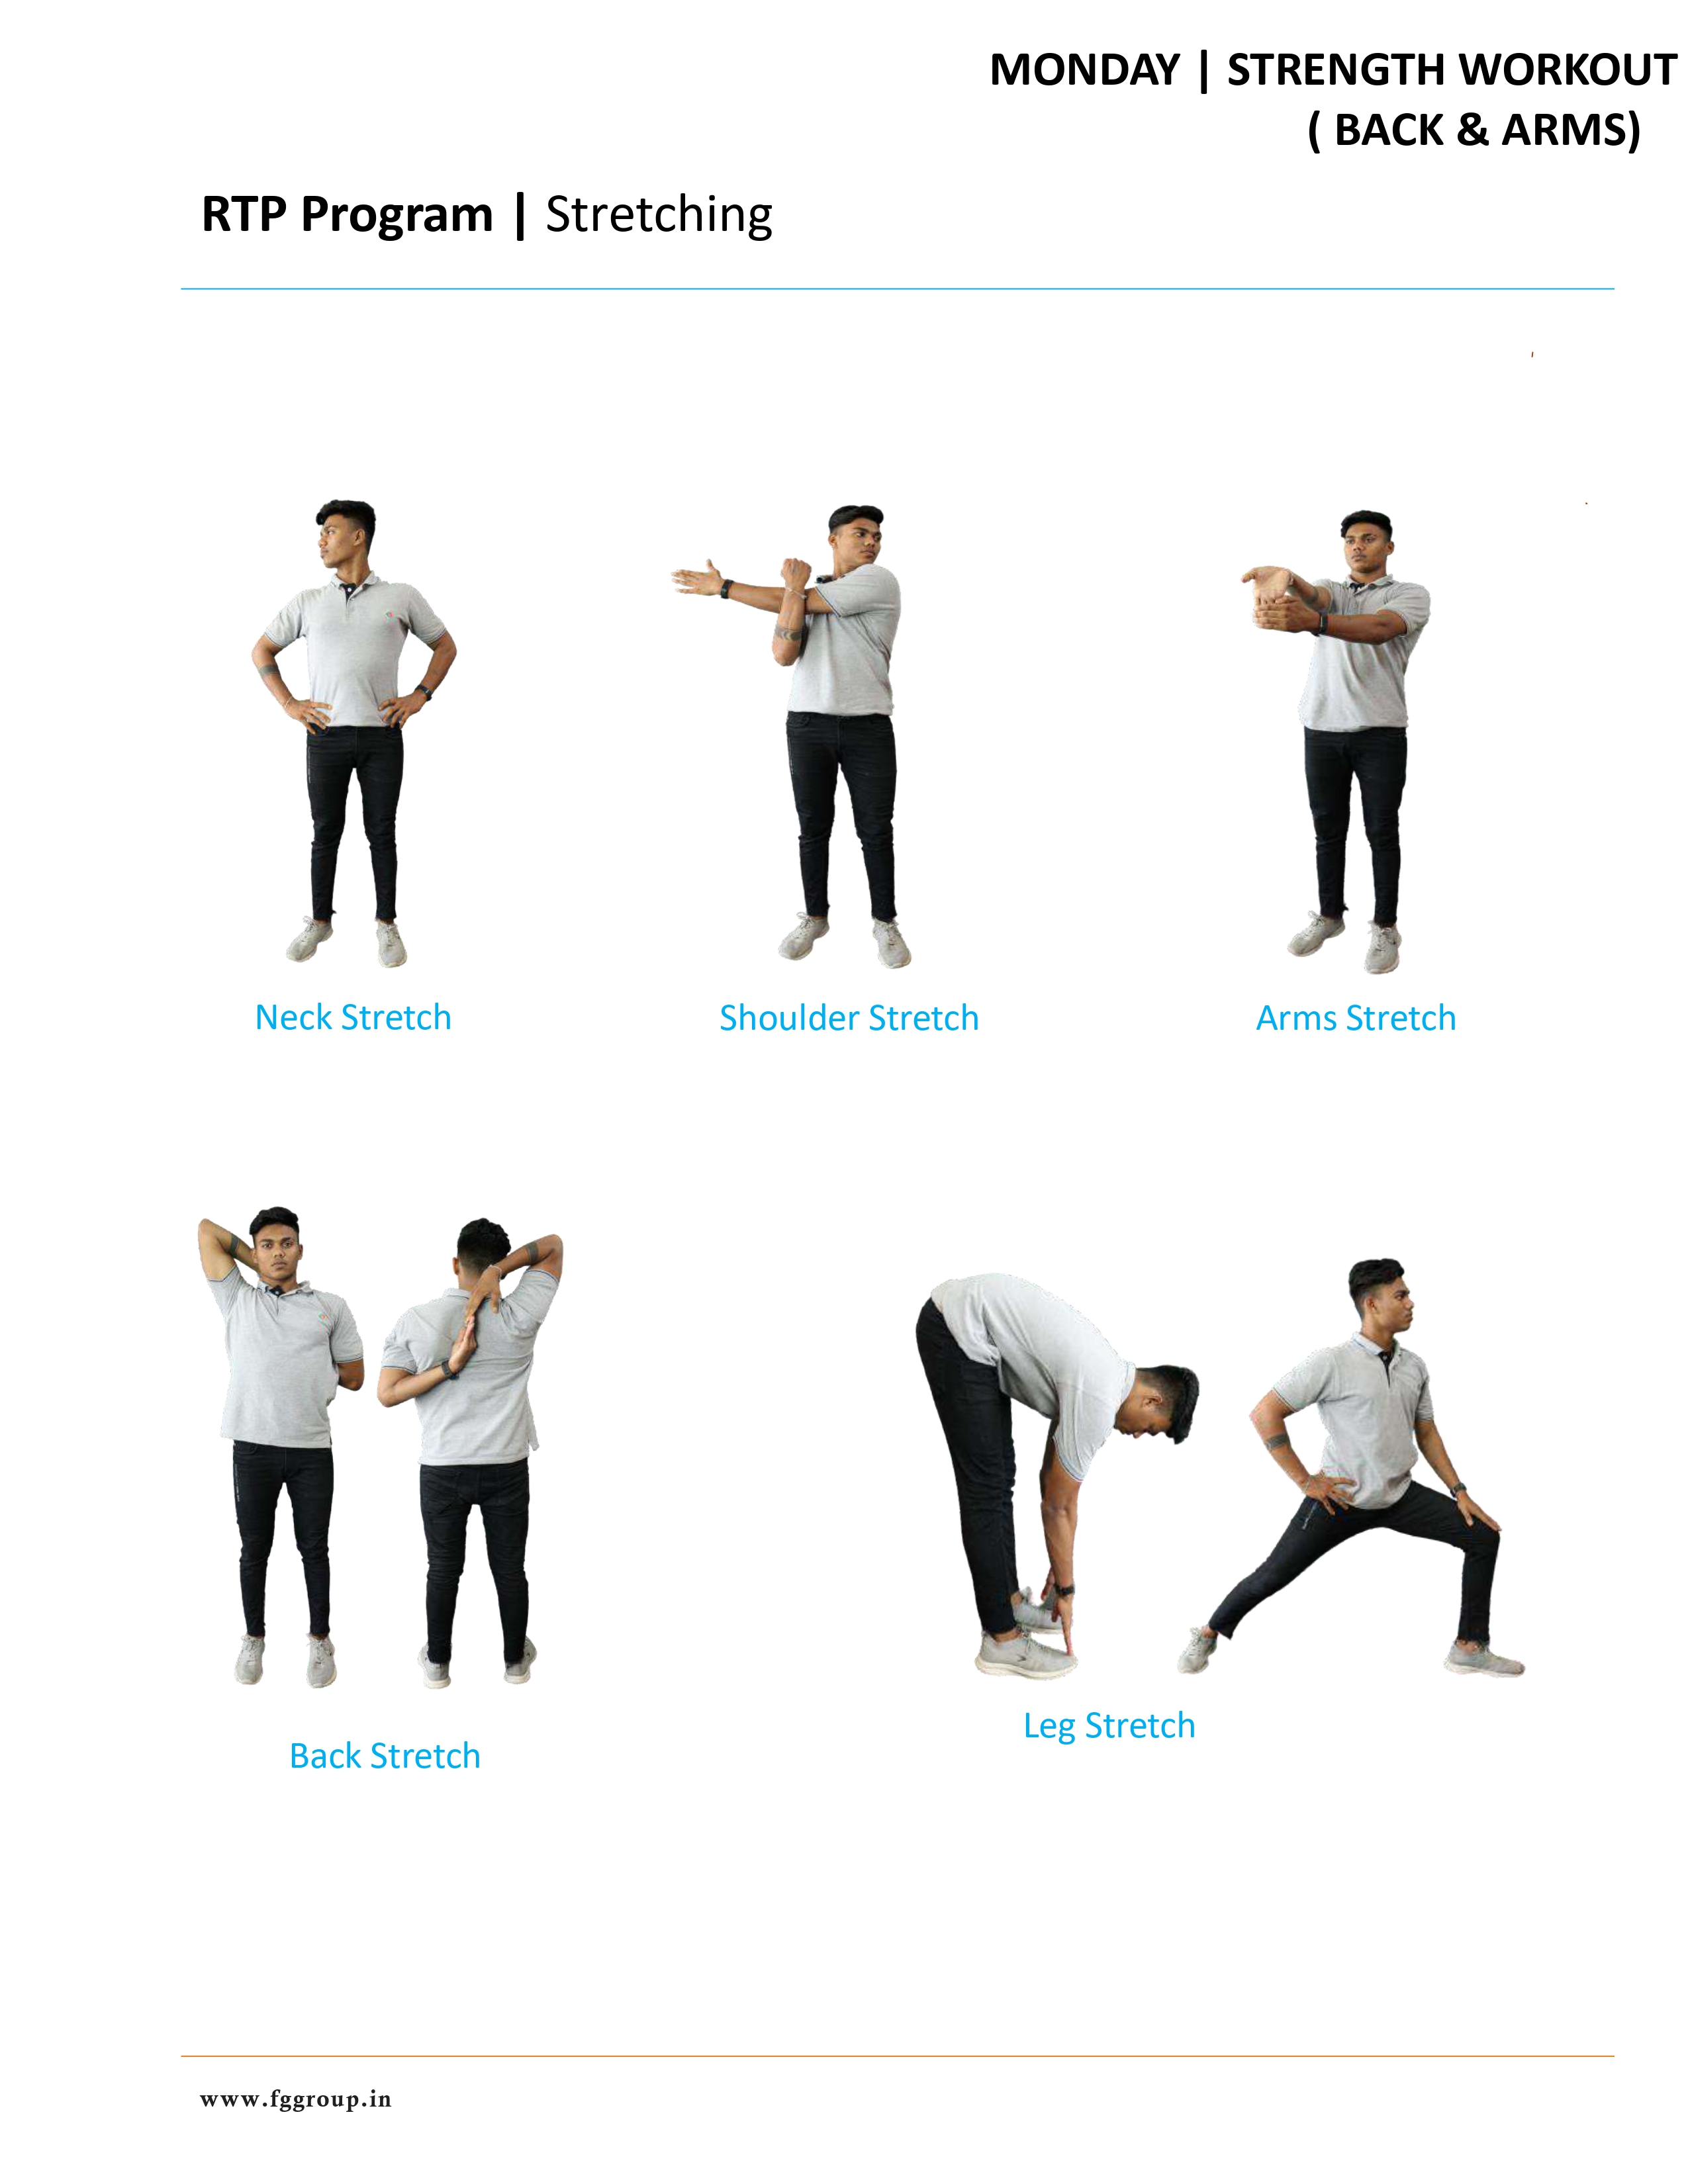 MONDAY | STRENGTH WORKOUT
( BACK & ARMS)
RTP Program | Stretching
Neck Stretch
Shoulder Stretch
Arms Stretch
Back Stretch
Leg Stretch
www.fggroup.in